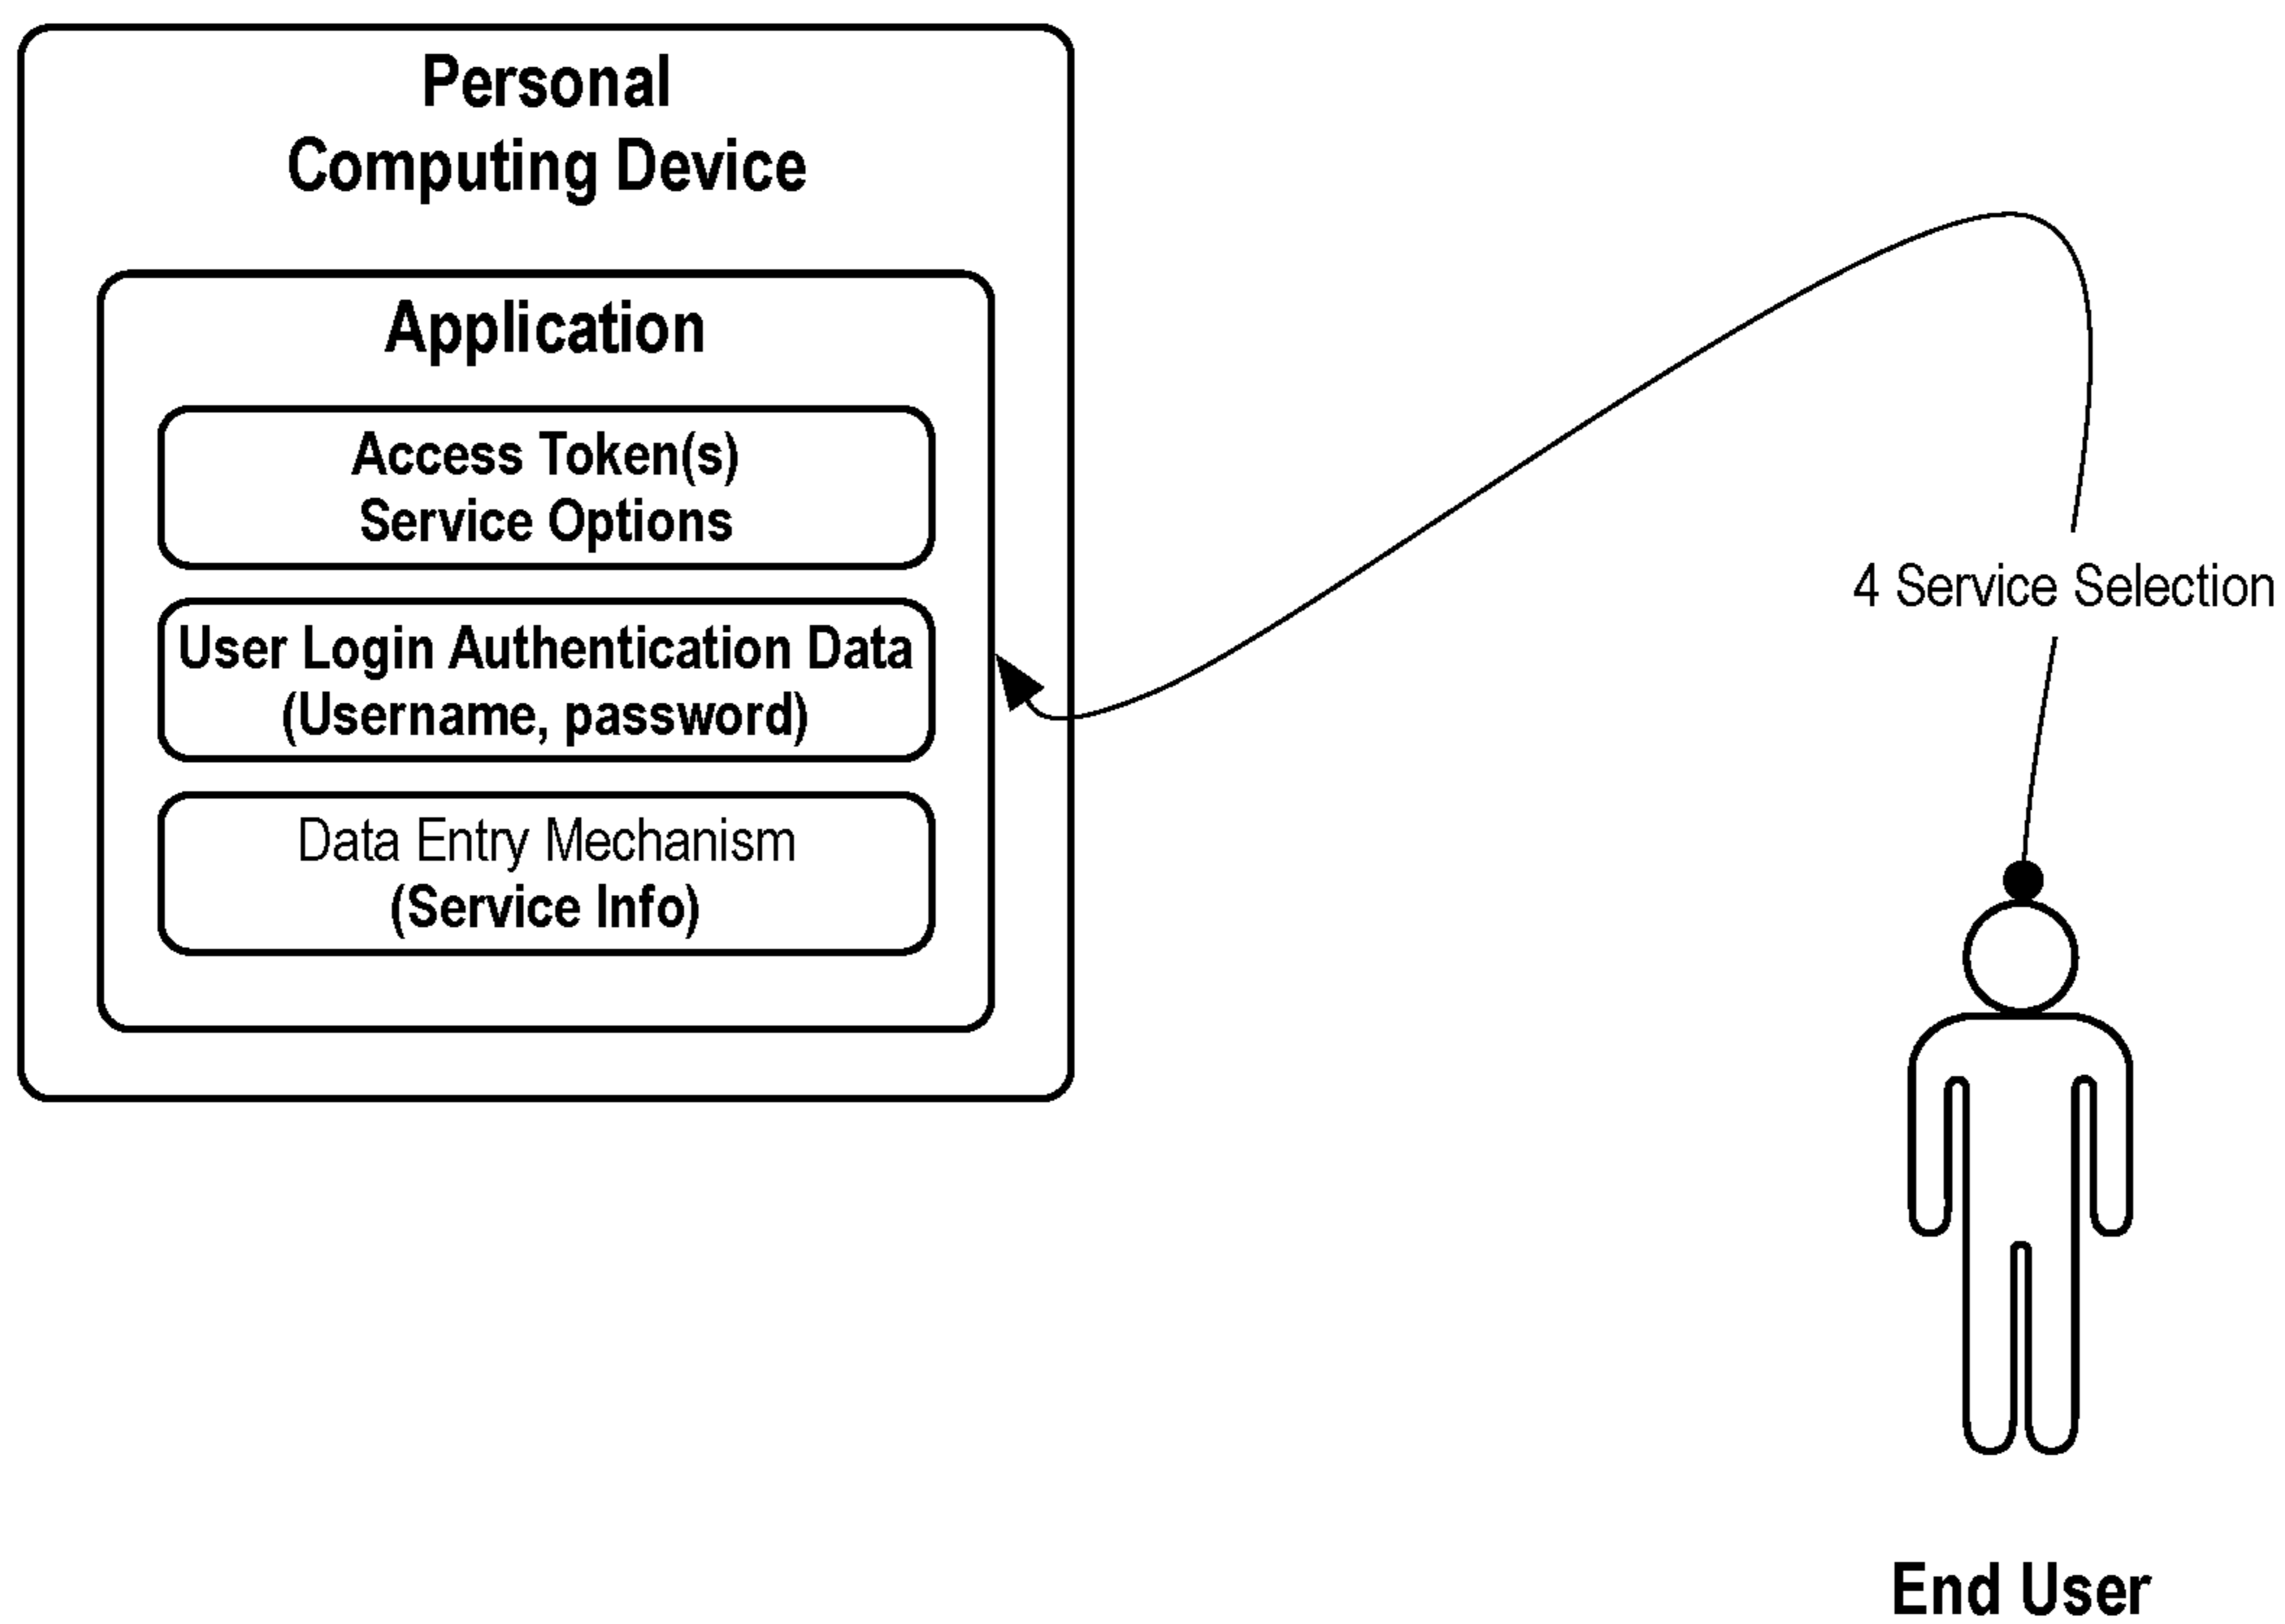 Personal
Computing Device
Application
Access Token(s)
Service Options
User Login Authentication Data
(Username, password)
Data Entry Mechanism
(Service Info)
4 Service Selection
End User